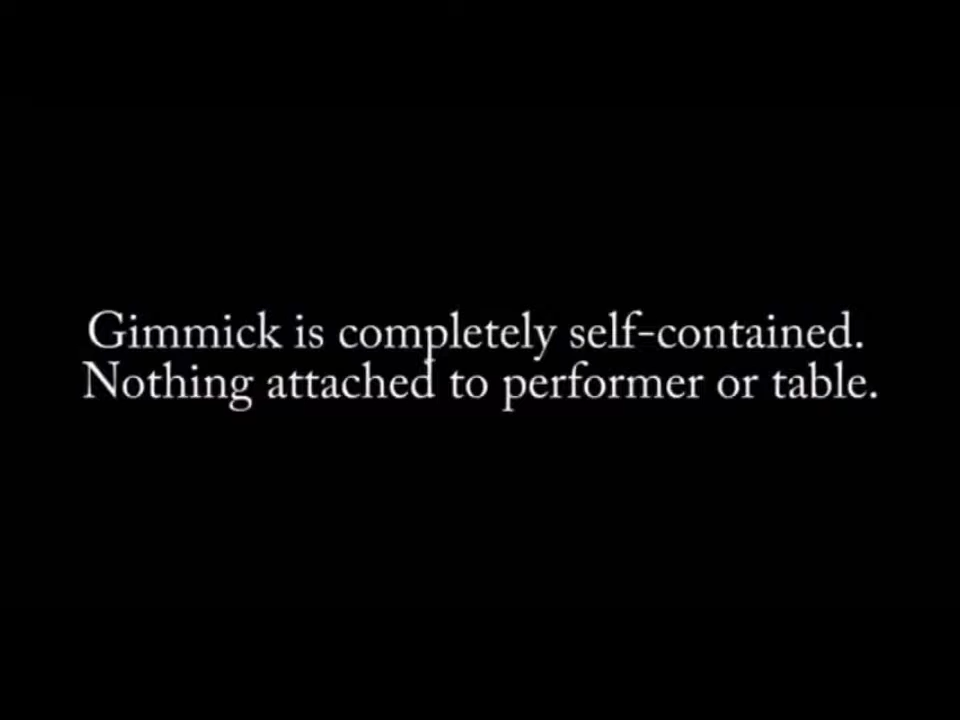 Gimmick is completely self-contained.
Nothing attached to performer or table.